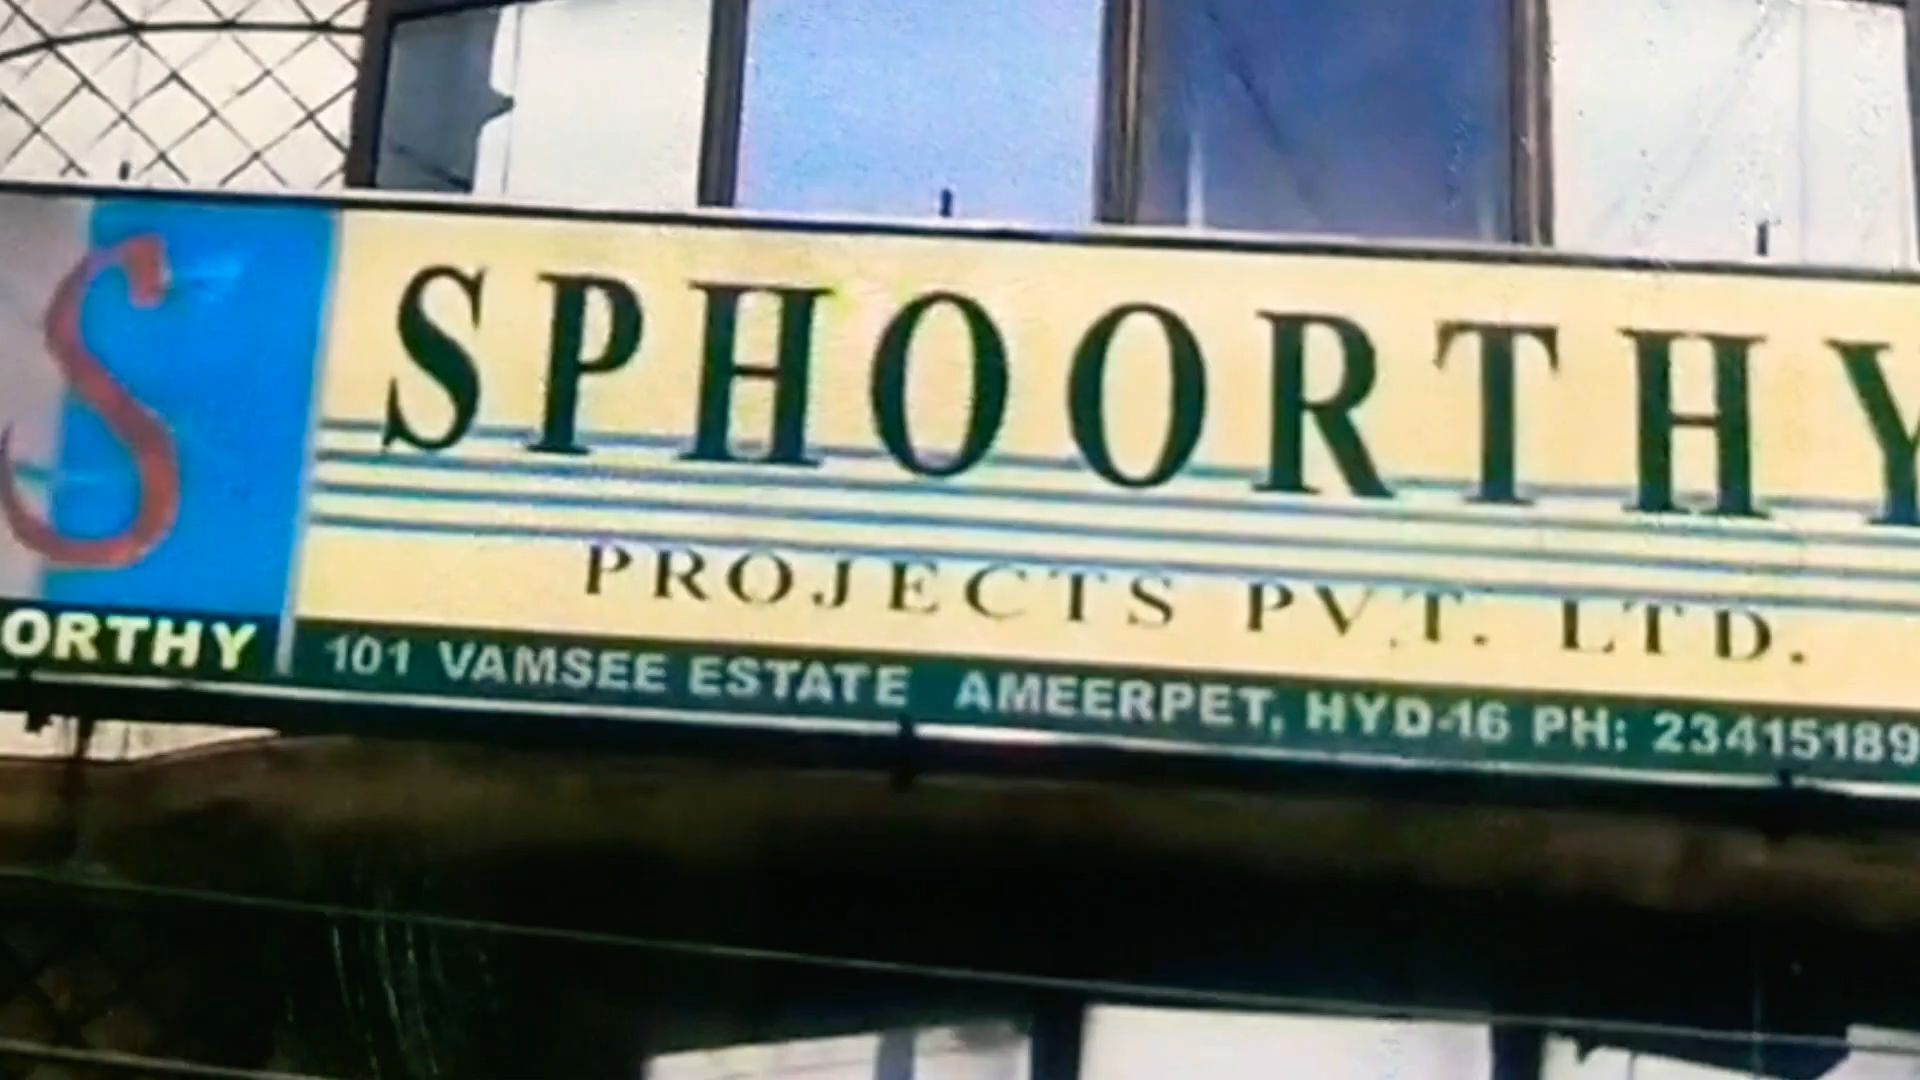 S
SPHOORTHY
PROJECTS PVT. LTD.
ORTHY
101 VAMSEE ESTATE AMEERPET, HYD-16 PH: 23415189